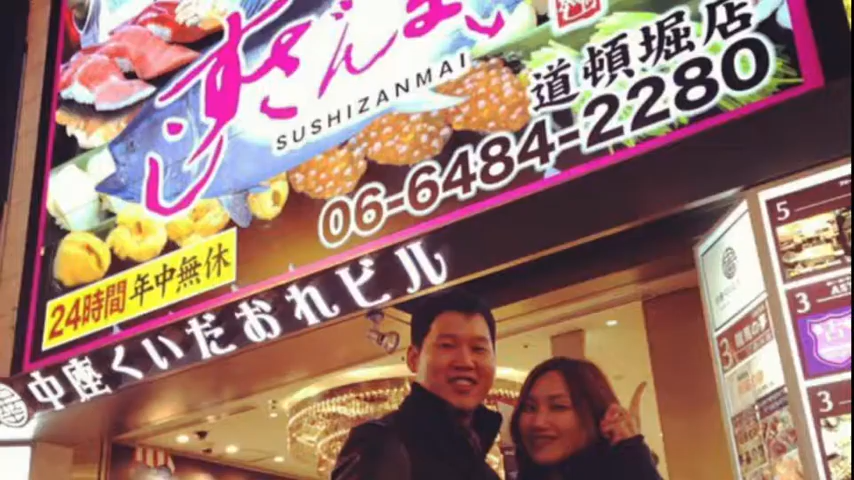 すしざんまい
SUSHIZANMAI
道頓堀店
06-6484-2280
24時間 年中無休
中座くいだおれビル
5
3
3
3